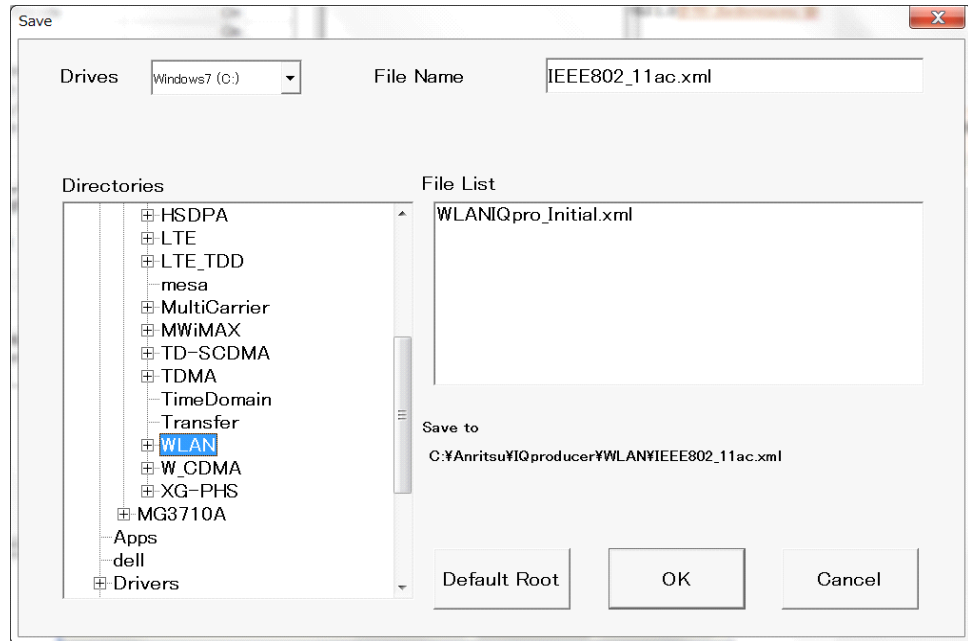 Save
Drives
Windows7 (C:)
File Name
IEEE802_11ac.xml
Directories
HSDPA
LTE
LTE_TDD
mesa
MultiCarrier
MWiMAX
TD-SCDMA
TDMA
TimeDomain
Transfer
WLAN
W_CDMA
XG-PHS
MG3710A
Apps
dell
Drivers
File List
WLANIQpro_Initial.xml
Save to
C:¥Anritsu¥IQproducer¥WLAN¥IEEE802_11ac.xml
Default Root
OK
Cancel